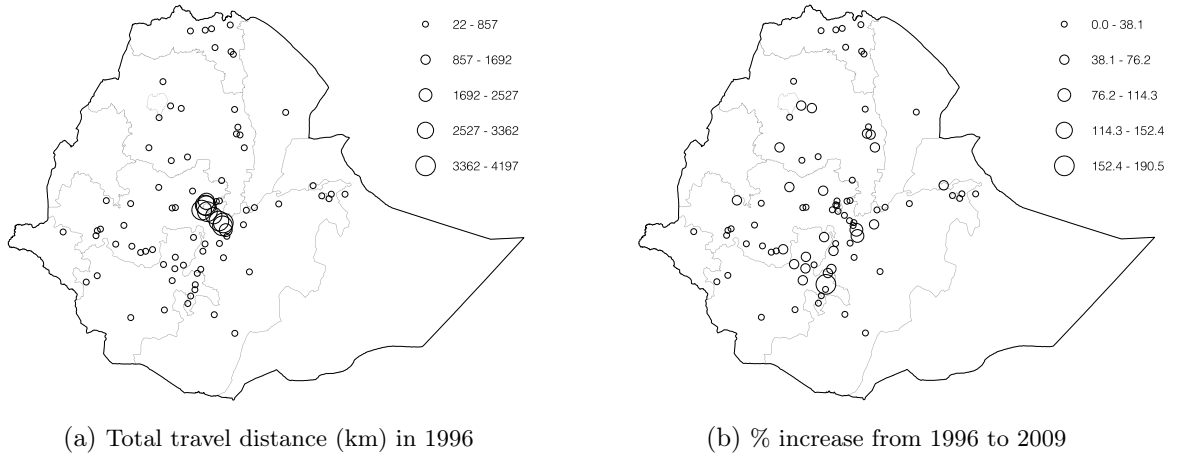 22 - 857
857 - 1692
1692 - 2527
2527 - 3362
3362 - 4197
(a) Total travel distance (km) in 1996
0.0 - 38.1
38.1 - 76.2
76.2 - 114.3
114.3 - 152.4
152.4 - 190.5
(b) % increase from 1996 to 2009